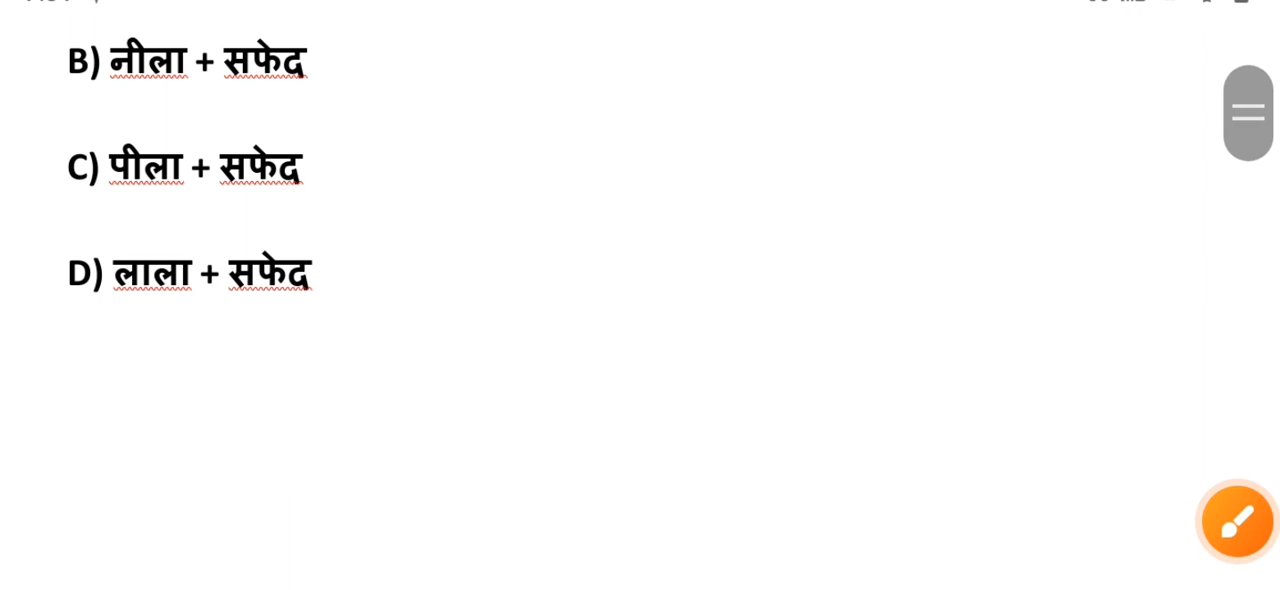 B) नीला + सफेद
C) पीला + सफेद
D) लाला + सफेद